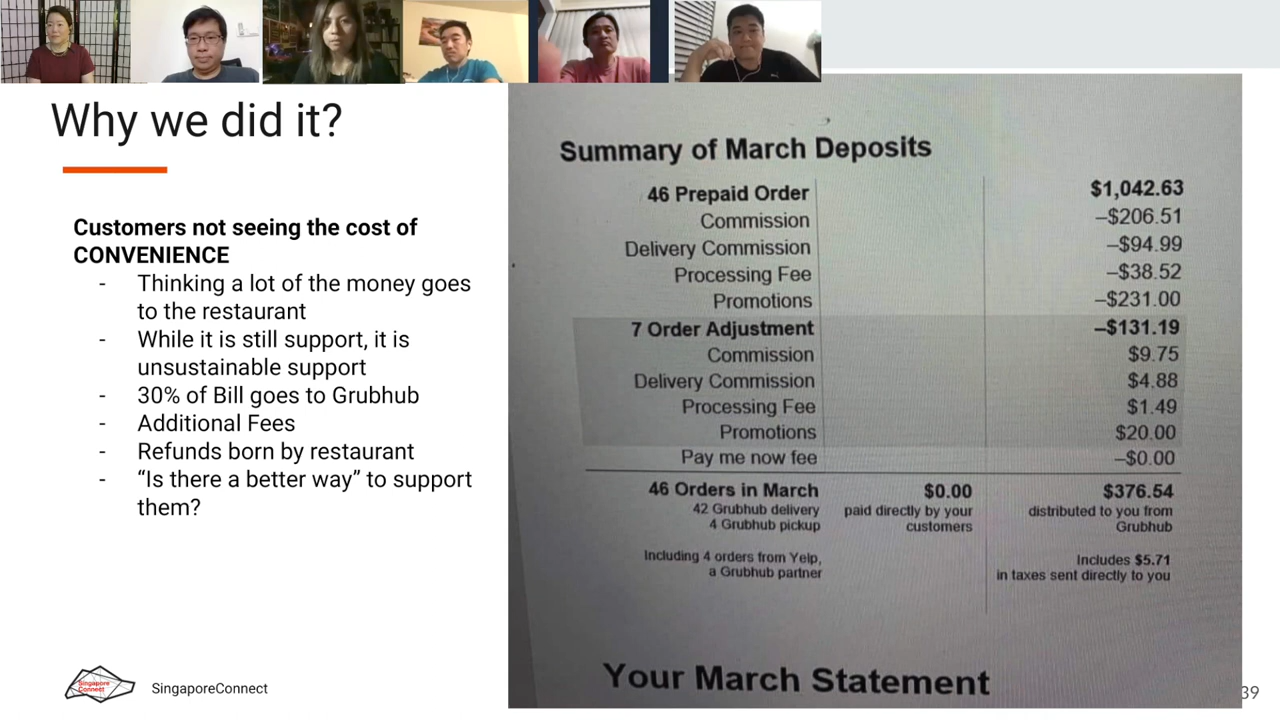 Why we did it?
Customers not seeing the cost of
CONVENIENCE
- Thinking a lot of the money goes
to the restaurant
- While it is still support, it is
unsustainable support
- 30% of Bill goes to Grubhub
- Additional Fees
- Refunds born by restaurant
- “Is there a better way” to support
them?
Summary of March Deposits
46 Prepaid Order $1,042.63
Commission –$206.51
Delivery Commission –$94.99
Processing Fee –$38.52
Promotions –$231.00
7 Order Adjustment –$131.19
Commission $9.75
Delivery Commission $4.88
Processing Fee $1.49
Promotions $20.00
Pay me now fee –$0.00
46 Orders in March $0.00 $376.54
42 Grubhub delivery paid directly by your distributed to you from
4 Grubhub pickup customers Grubhub
Including 4 orders from Yelp, Includes $5.71
a Grubhub partner in taxes sent directly to you
Your March Statement
Singapore
Connect
SingaporeConnect
39